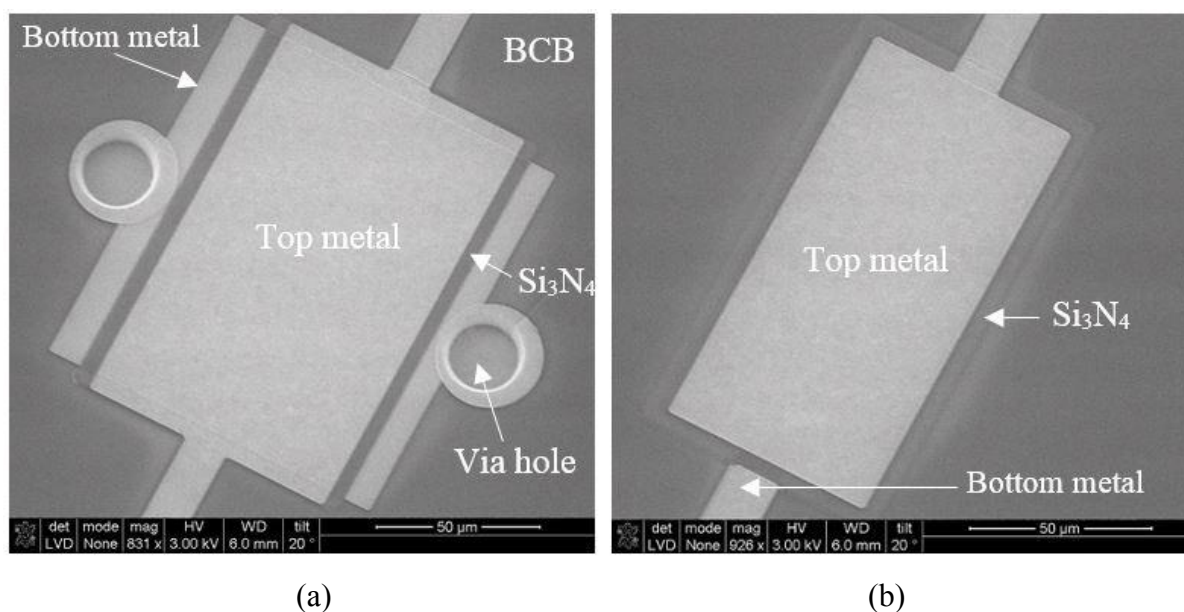 Bottom metal
BCB
Top metal
Si₃N₄
Via hole
det mode mag HV WD tilt
LVD None 831 x 3.00 kV 6.0 mm 20 °
50 µm
(a)
Top metal
Si₃N₄
Bottom metal
det mode mag HV WD tilt
LVD None 926 x 3.00 kV 6.0 mm 20 °
50 µm
(b)